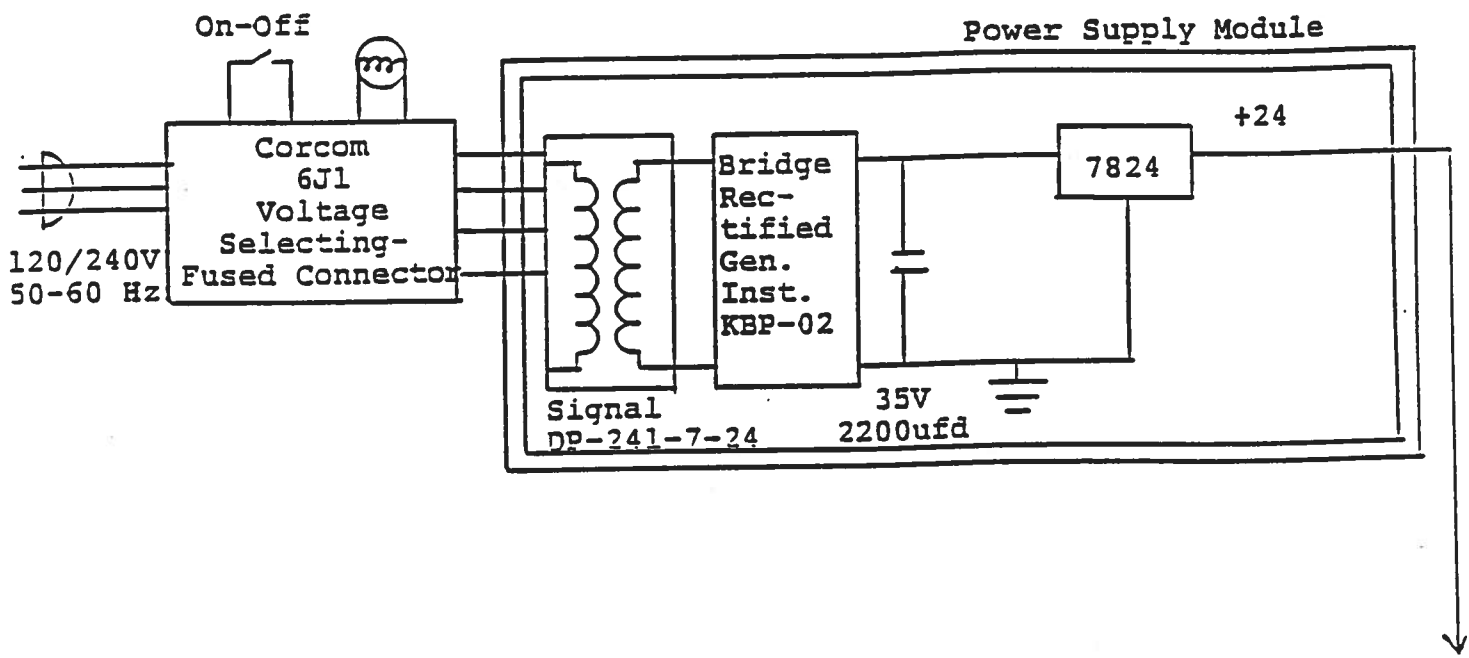 On-Off
Power Supply Module
Corcom
6J1
Voltage
Selecting-
Fused Connector
120/240V
50-60 Hz
Bridge
Rec-
tified
Gen.
Inst.
KBP-02
7824
+24
Signal
DP-241-7-24
35V
2200ufd